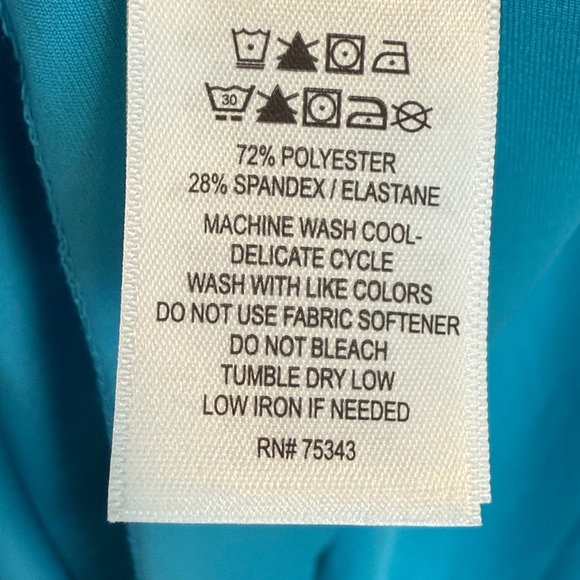 30
72% POLYESTER
28% SPANDEX / ELASTANE
MACHINE WASH COOL-
DELICATE CYCLE
WASH WITH LIKE COLORS
DO NOT USE FABRIC SOFTENER
DO NOT BLEACH
TUMBLE DRY LOW
LOW IRON IF NEEDED
RN# 75343